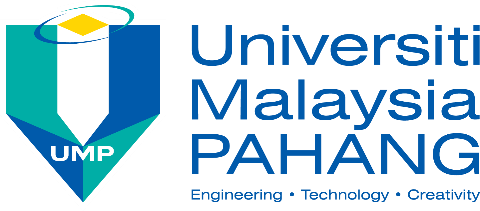 UMP
Universiti
Malaysia
PAHANG
Engineering • Technology • Creativity